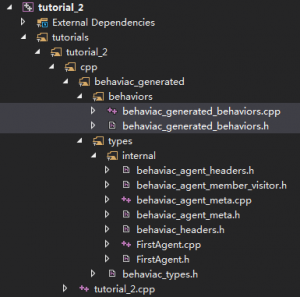 tutorial_2
External Dependencies
tutorials
tutorial_2
cpp
behaviac_generated
behaviors
behaviac_generated_behaviors.cpp
behaviac_generated_behaviors.h
types
internal
behaviac_agent_headers.h
behaviac_agent_member_visitor.h
behaviac_agent_meta.cpp
behaviac_agent_meta.h
behaviac_headers.h
FirstAgent.cpp
FirstAgent.h
behaviac_types.h
tutorial_2.cpp